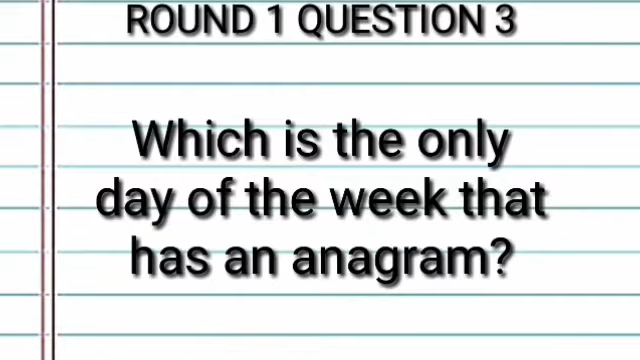 ROUND 1 QUESTION 3
Which is the only
day of the week that
has an anagram?